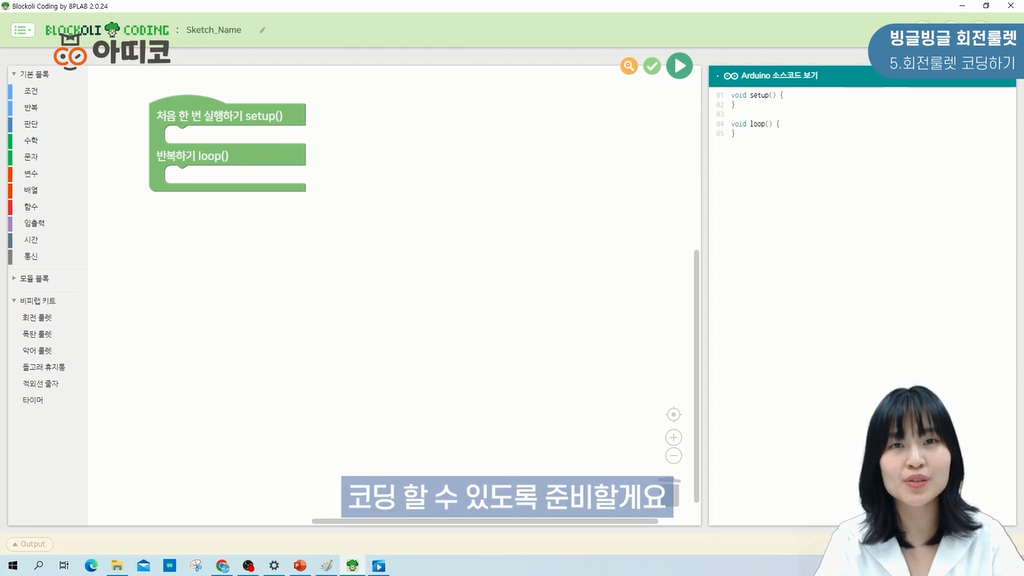 Blockoli Coding by BPLAB 2.0.24
BLOCKOLI CODING : Sketch_Name
아띠코
빙글빙글 회전룰렛
5.회전룰렛 코딩하기
기본 블록
조건
반복
판단
수학
문자
변수
배열
함수
입출력
시간
통신
모듈 블록
비피랩 키트
회전 룰렛
폭탄 룰렛
악어 룰렛
돌고래 휴지통
적외선 줄자
타이머
처음 한 번 실행하기 setup()
반복하기 loop()
Arduino 소스코드 보기
01 void setup() {
02 }
03
04 void loop() {
05 }
코딩 할 수 있도록 준비할게요
Output